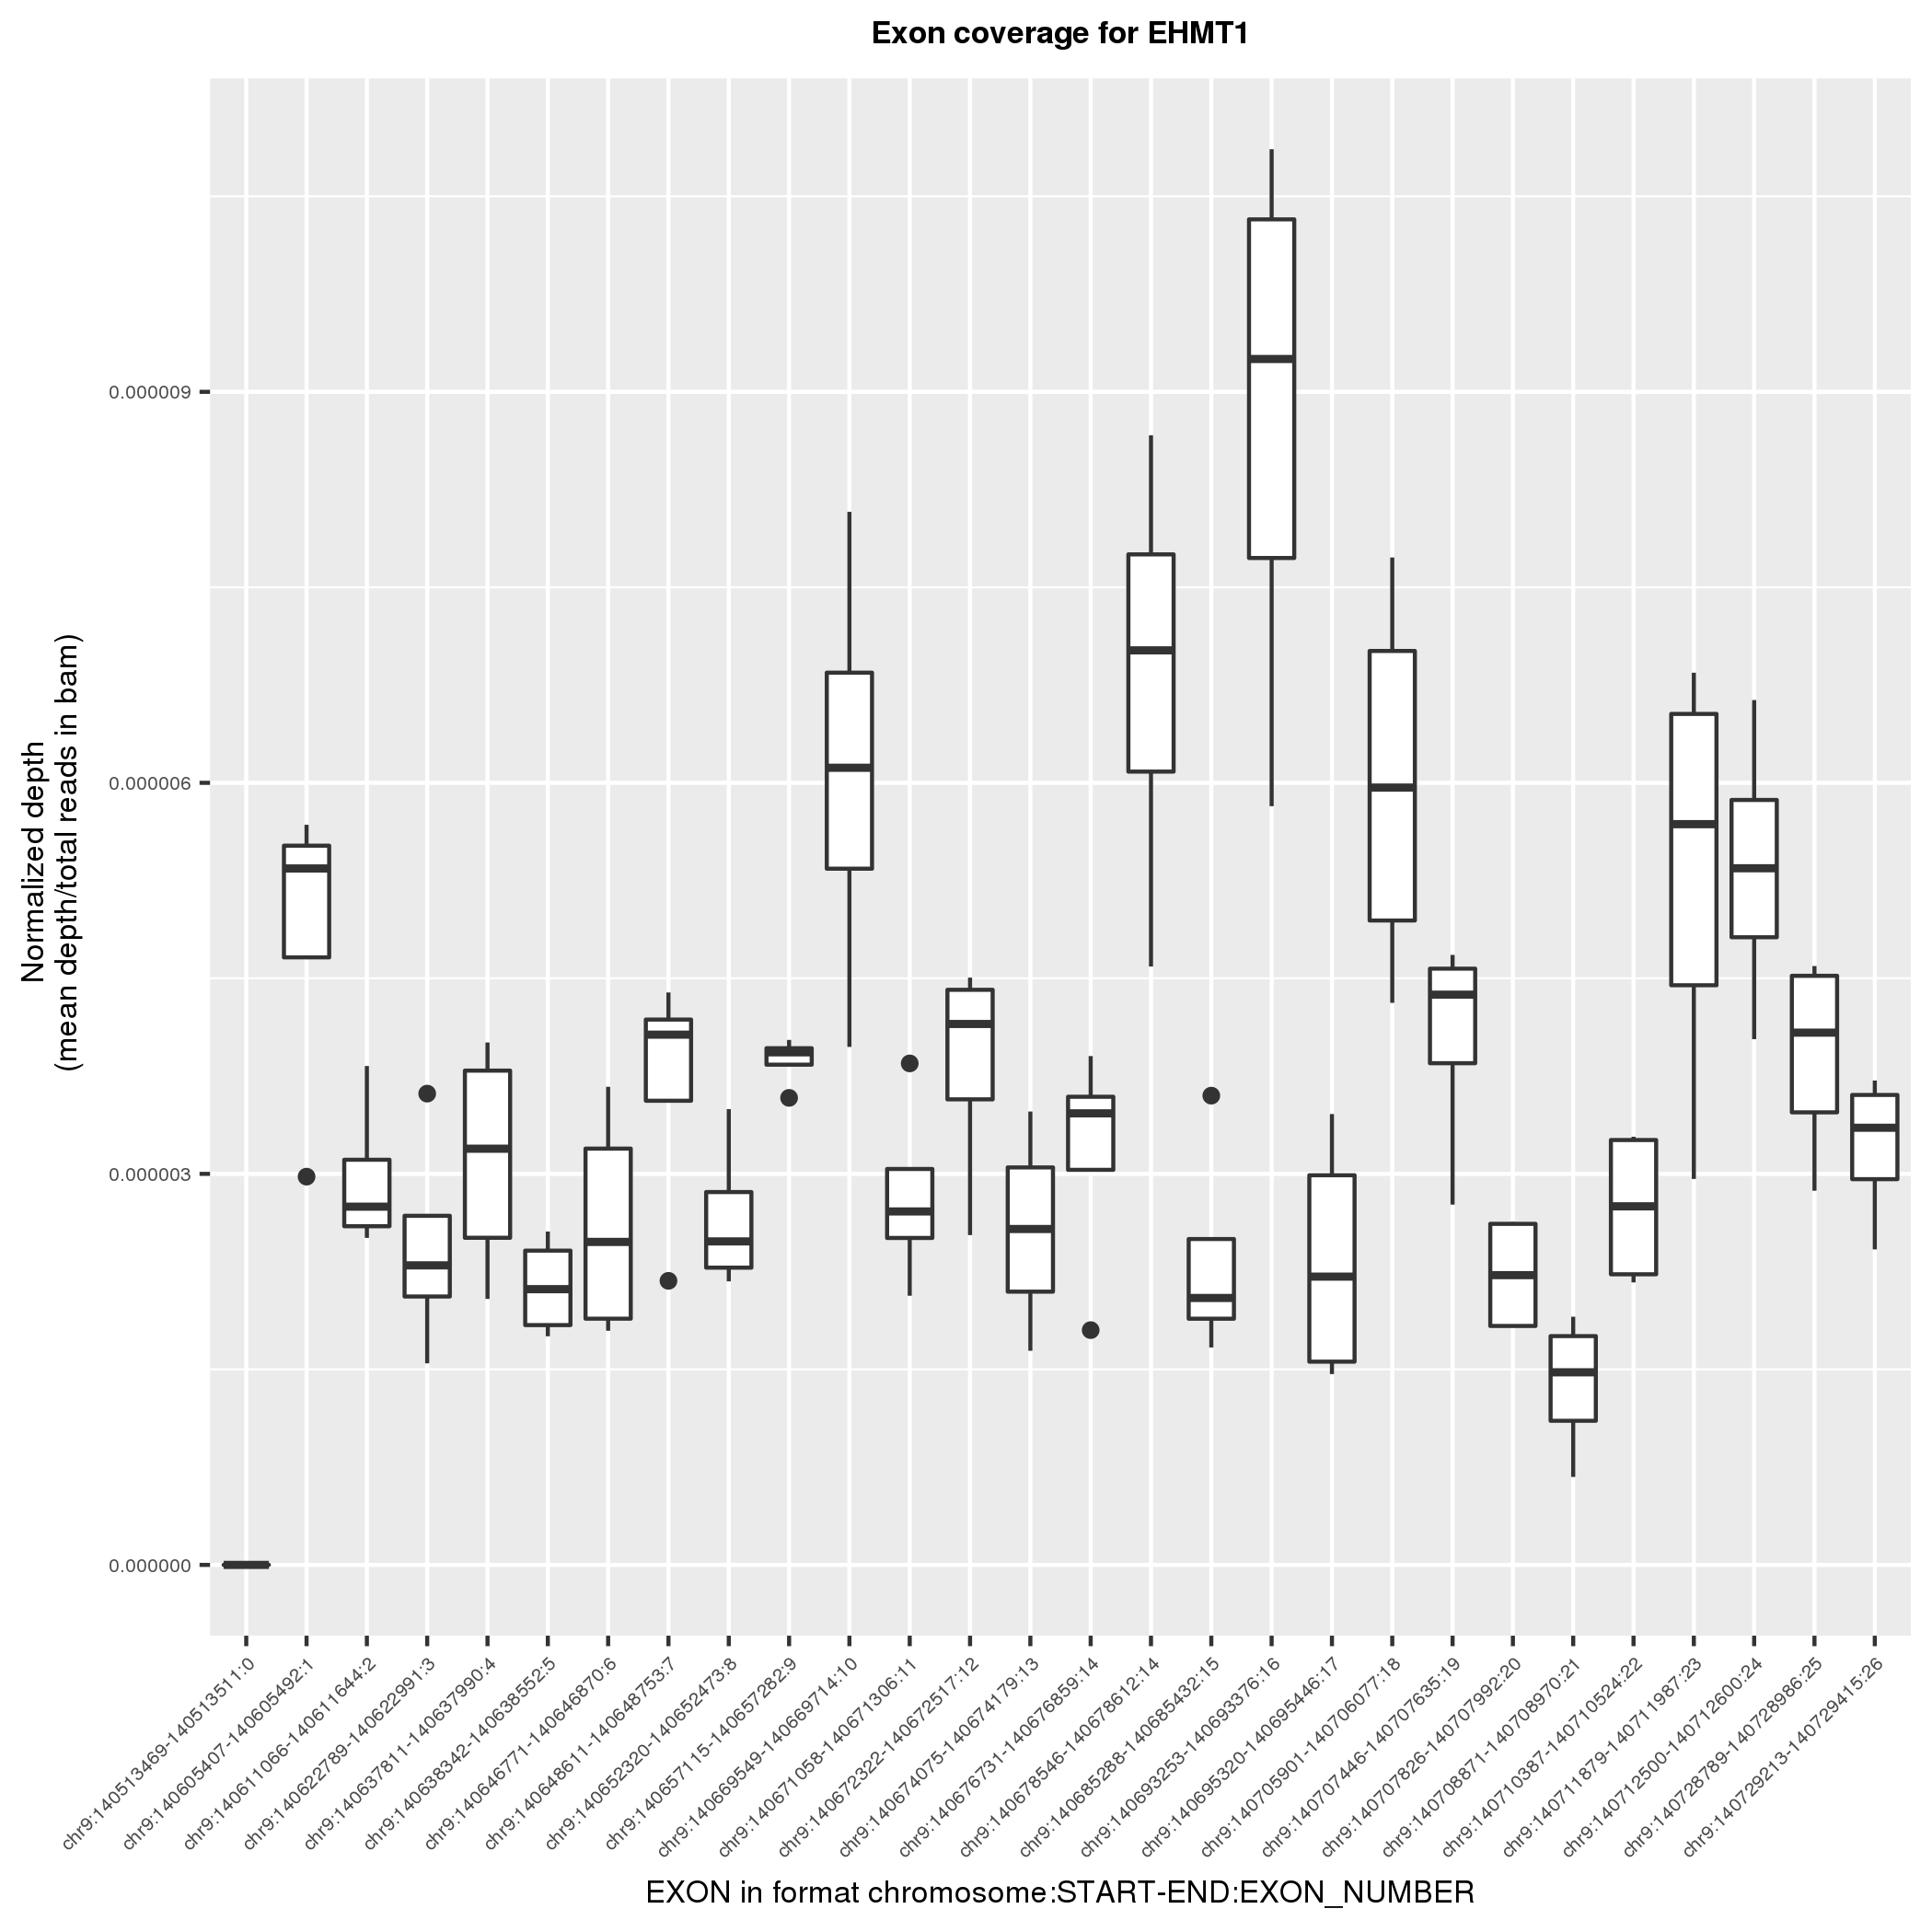 Exon coverage for EHMT1
Normalized depth
(mean depth/total reads in bam)
0.000009
0.000006
0.000003
0.000000
chr9:140513469-140513511:0
chr9:140605407-140605492:1
chr9:140611066-140611644:2
chr9:140622789-140622991:3
chr9:140637811-140637990:4
chr9:140638342-140638552:5
chr9:140646771-140646870:6
chr9:140648611-140648753:7
chr9:140652320-140652473:8
chr9:140657115-140657282:9
chr9:140669549-140669714:10
chr9:140671058-140671306:11
chr9:140672322-140672517:12
chr9:140674075-140674179:13
chr9:140676731-140676859:14
chr9:140678546-140678612:14
chr9:140685288-140685432:15
chr9:140693253-140693376:16
chr9:140695320-140695446:17
chr9:140705901-140706077:18
chr9:140707446-140707635:19
chr9:140707826-140707992:20
chr9:140708871-140708970:21
chr9:140710387-140710524:22
chr9:140711879-140711987:23
chr9:140712500-140712600:24
chr9:140728789-140728986:25
chr9:140729213-140729415:26
EXON in format chromosome:START-END:EXON_NUMBER